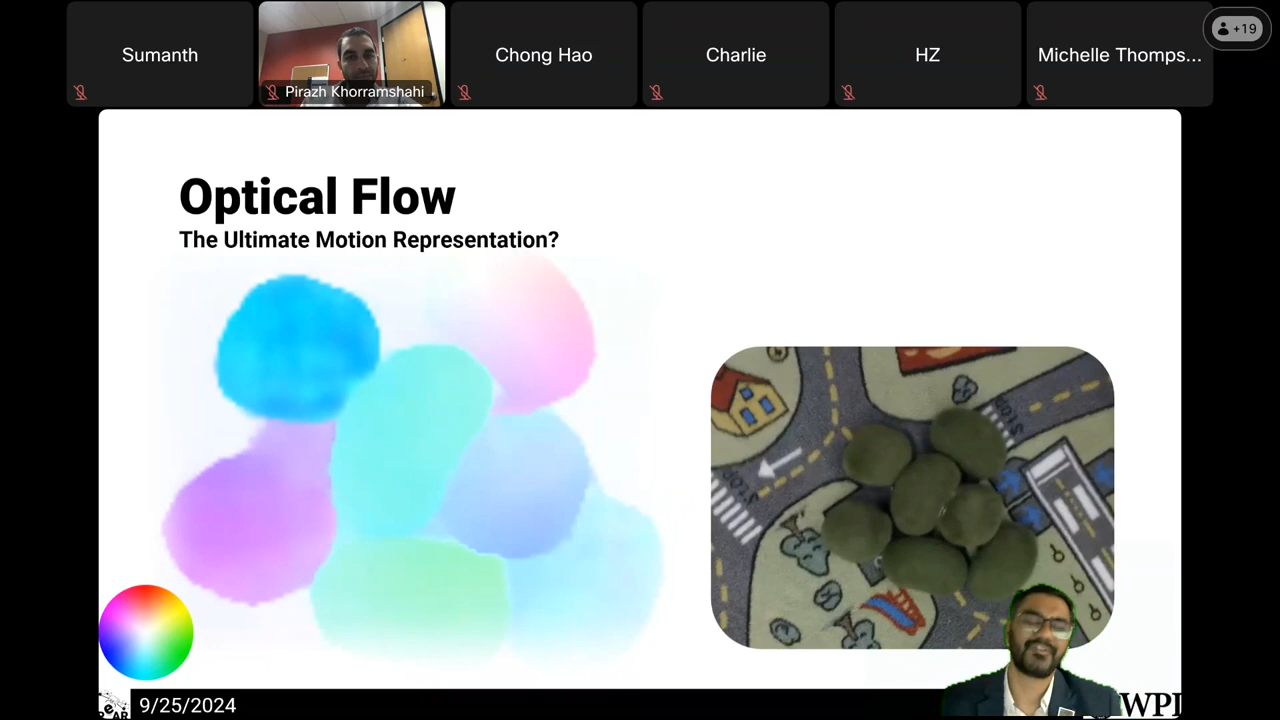 Sumanth
Pirazh Khorramshahi
Chong Hao
Charlie
HZ
Michelle Thomps...
+19
Optical Flow
The Ultimate Motion Representation?
STOP
STOP
9/25/2024
WPI